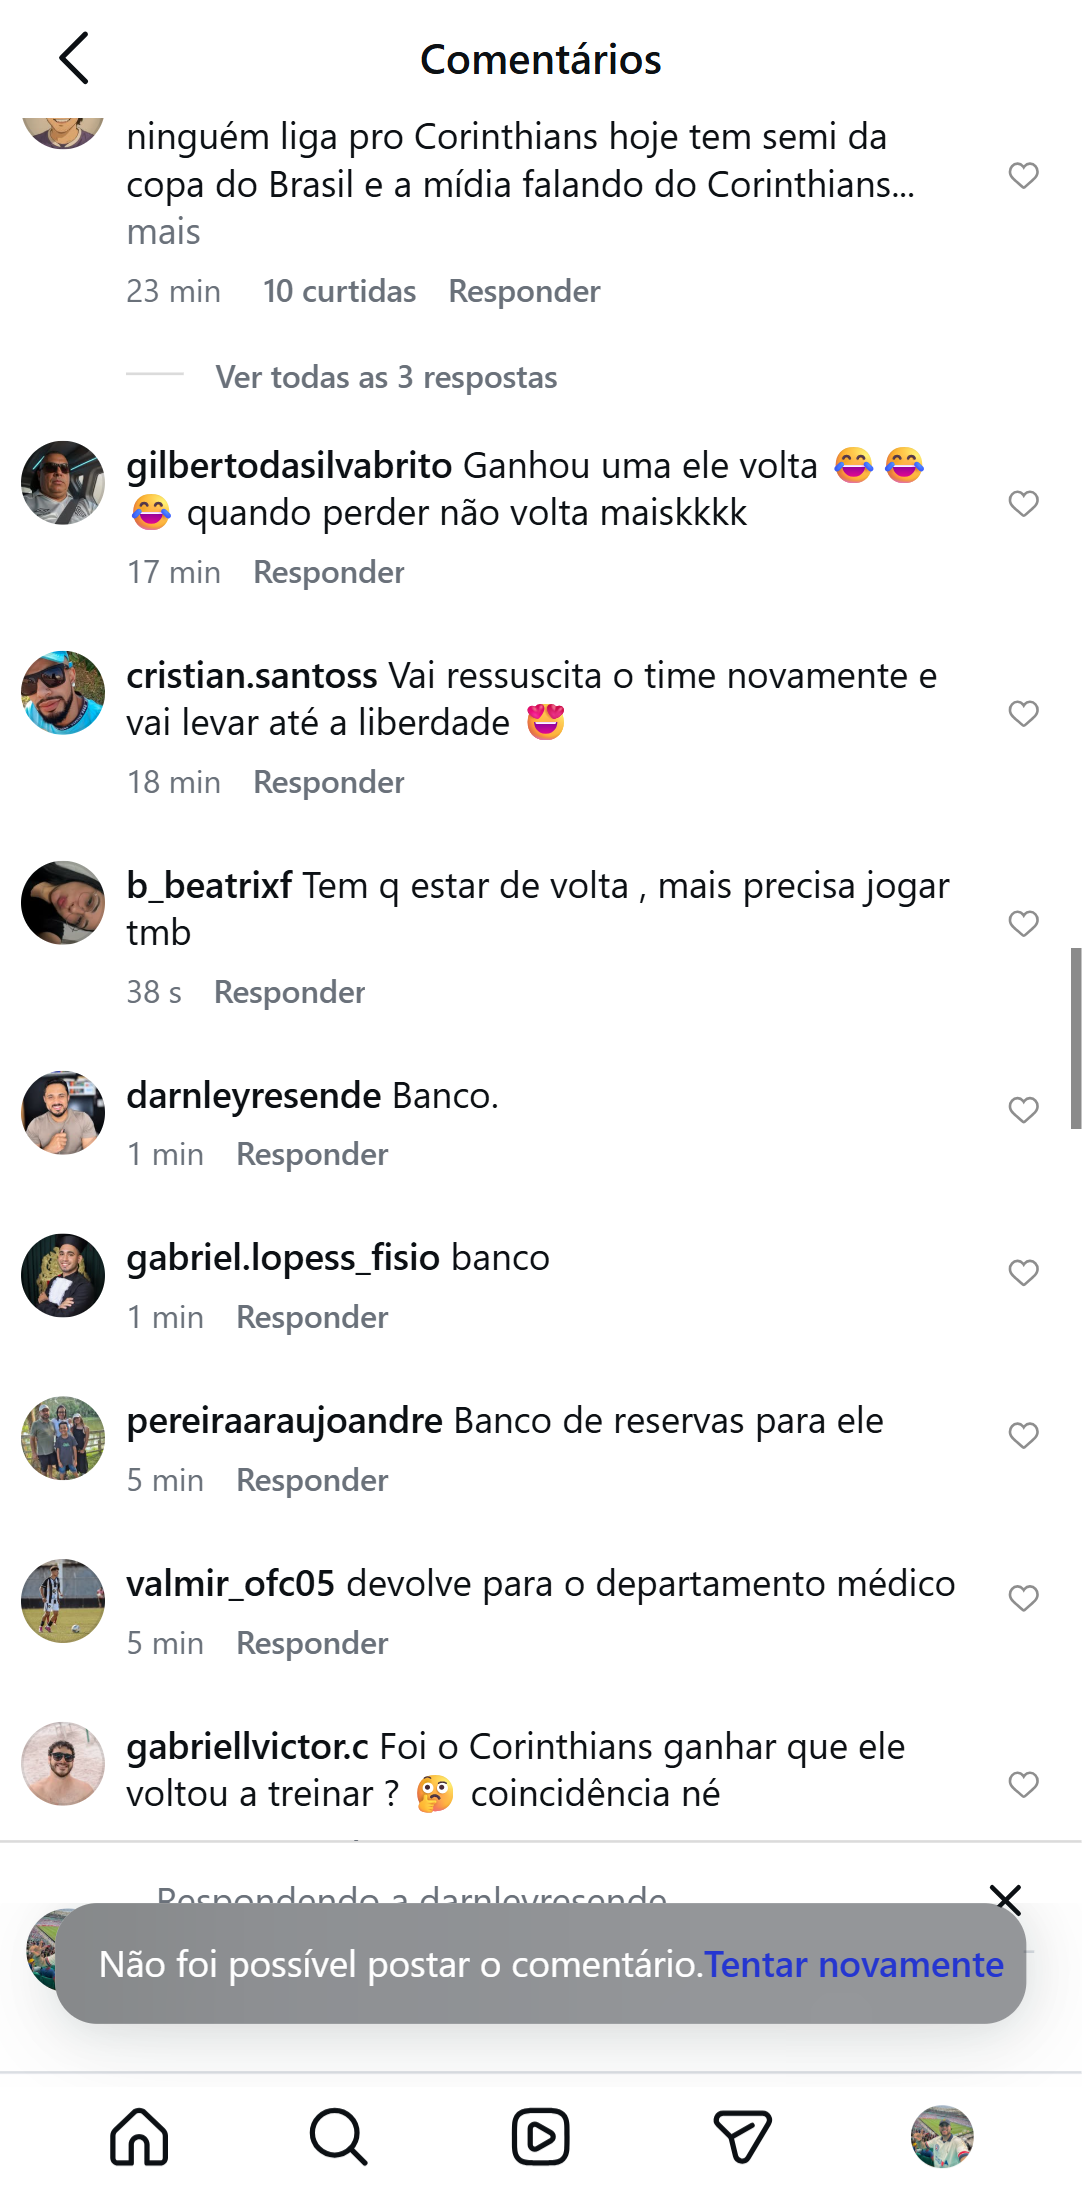 Comentários
ninguém liga pro Corinthians hoje tem semi da
copa do Brasil e a mídia falando do Corinthians...
mais
23 min 10 curtidas Responder
Ver todas as 3 respostas
gilbertodasilvabrito Ganhou uma ele volta 😂😂
😂 quando perder não volta maiskkkk
17 min Responder
cristian.santoss Vai ressuscita o time novamente e
vai levar até a liberdade 😍
18 min Responder
b_beatrixf Tem q estar de volta , mais precisa jogar
tmb
38 s Responder
darnleyresende Banco.
1 min Responder
gabriel.lopess_fisio banco
1 min Responder
pereiraaraujoandre Banco de reservas para ele
5 min Responder
valmir_ofc05 devolve para o departamento médico
5 min Responder
gabriellvictor.c Foi o Corinthians ganhar que ele
voltou a treinar ? 🤔 coincidência né
Respondendo a darnleyresende
Não foi possível postar o comentário.Tentar novamente